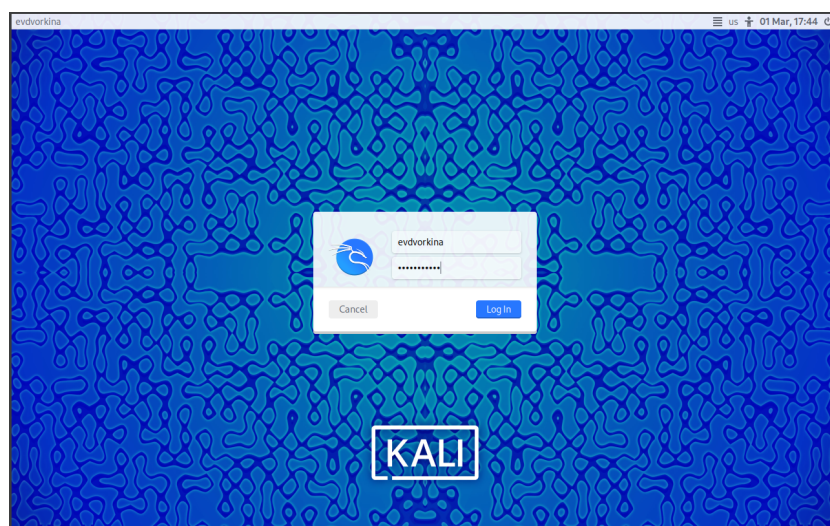 evdvorkina us 01 Mar, 17:44
evdvorkina
•••••••••••
Cancel Log In
KALI